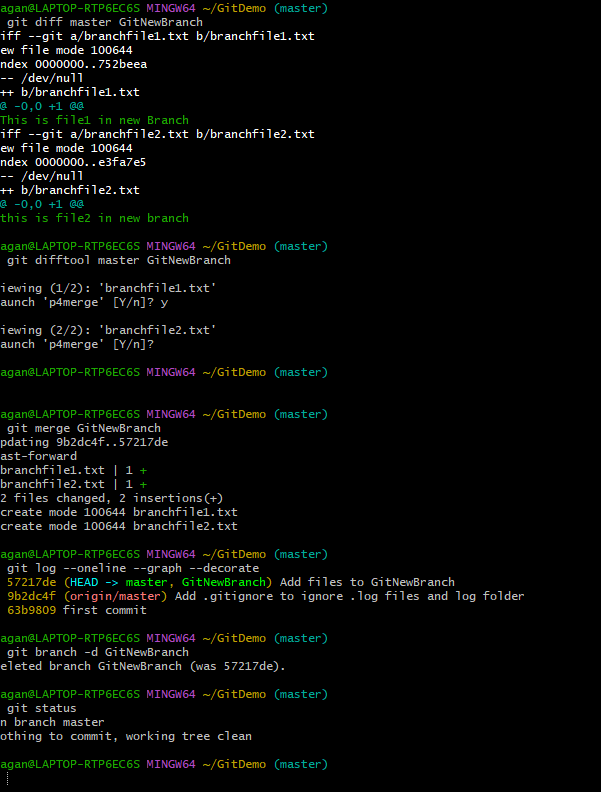 agan@LAPTOP-RTP6EC6S MINGW64 ~/GitDemo (master)
git diff master GitNewBranch
iff --git a/branchfile1.txt b/branchfile1.txt
ew file mode 100644
ndex 0000000..752beea
-- /dev/null
++ b/branchfile1.txt
@ -0,0 +1 @@
This is file1 in new Branch
iff --git a/branchfile2.txt b/branchfile2.txt
ew file mode 100644
ndex 0000000..e3fa7e5
-- /dev/null
++ b/branchfile2.txt
@ -0,0 +1 @@
this is file2 in new branch
agan@LAPTOP-RTP6EC6S MINGW64 ~/GitDemo (master)
git difftool master GitNewBranch
iewing (1/2): 'branchfile1.txt'
aunch 'p4merge' [Y/n]? y
iewing (2/2): 'branchfile2.txt'
aunch 'p4merge' [Y/n]?
agan@LAPTOP-RTP6EC6S MINGW64 ~/GitDemo (master)
agan@LAPTOP-RTP6EC6S MINGW64 ~/GitDemo (master)
git merge GitNewBranch
pdating 9b2dc4f..57217de
ast-forward
branchfile1.txt | 1 +
branchfile2.txt | 1 +
2 files changed, 2 insertions(+)
create mode 100644 branchfile1.txt
create mode 100644 branchfile2.txt
agan@LAPTOP-RTP6EC6S MINGW64 ~/GitDemo (master)
git log --oneline --graph --decorate
57217de (HEAD -> master, GitNewBranch) Add files to GitNewBranch
9b2dc4f (origin/master) Add .gitignore to ignore .log files and log folder
63b9809 first commit
agan@LAPTOP-RTP6EC6S MINGW64 ~/GitDemo (master)
git branch -d GitNewBranch
eleted branch GitNewBranch (was 57217de).
agan@LAPTOP-RTP6EC6S MINGW64 ~/GitDemo (master)
git status
n branch master
othing to commit, working tree clean
agan@LAPTOP-RTP6EC6S MINGW64 ~/GitDemo (master)